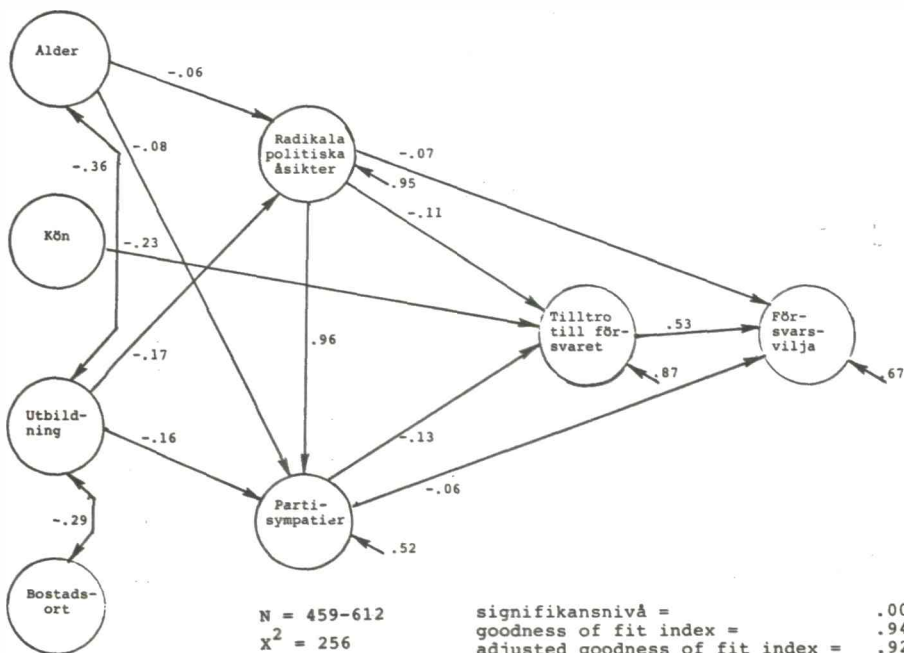 Ålder
-.06
Radikala
politiska
åsikter
-.08
-.07
-.36
.95
-.11
Kön
-.23
Tilltro
till för-
svaret
.53
För-
svars-
vilja
.96
-.17
.87
.67
Utbild-
ning
-.16
-.13
-.06
Parti-
sympatier
-.29
.52
Bostads-
ort
N = 459-612
X² = 256
signifikansnivå = .00
goodness of fit index = .94
adjusted goodness of fit index = .92